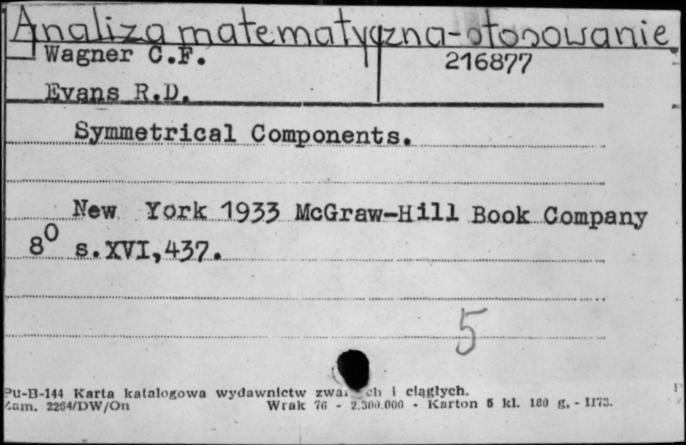 Analiza matematyczna-stosowanie.
Wagner C.F. 216877
Evans R.D.
Symmetrical Components.
New York 1933 McGraw-Hill Book Company
8⁰ s.XVI,437.
5
Pu-B-144 Karta katalogowa wydawnictw ch i ciągłych.
Zam. 2264/DW/On Wrak 76 - 2.300.000 - Karton 5 kl. 180 g. - II73.